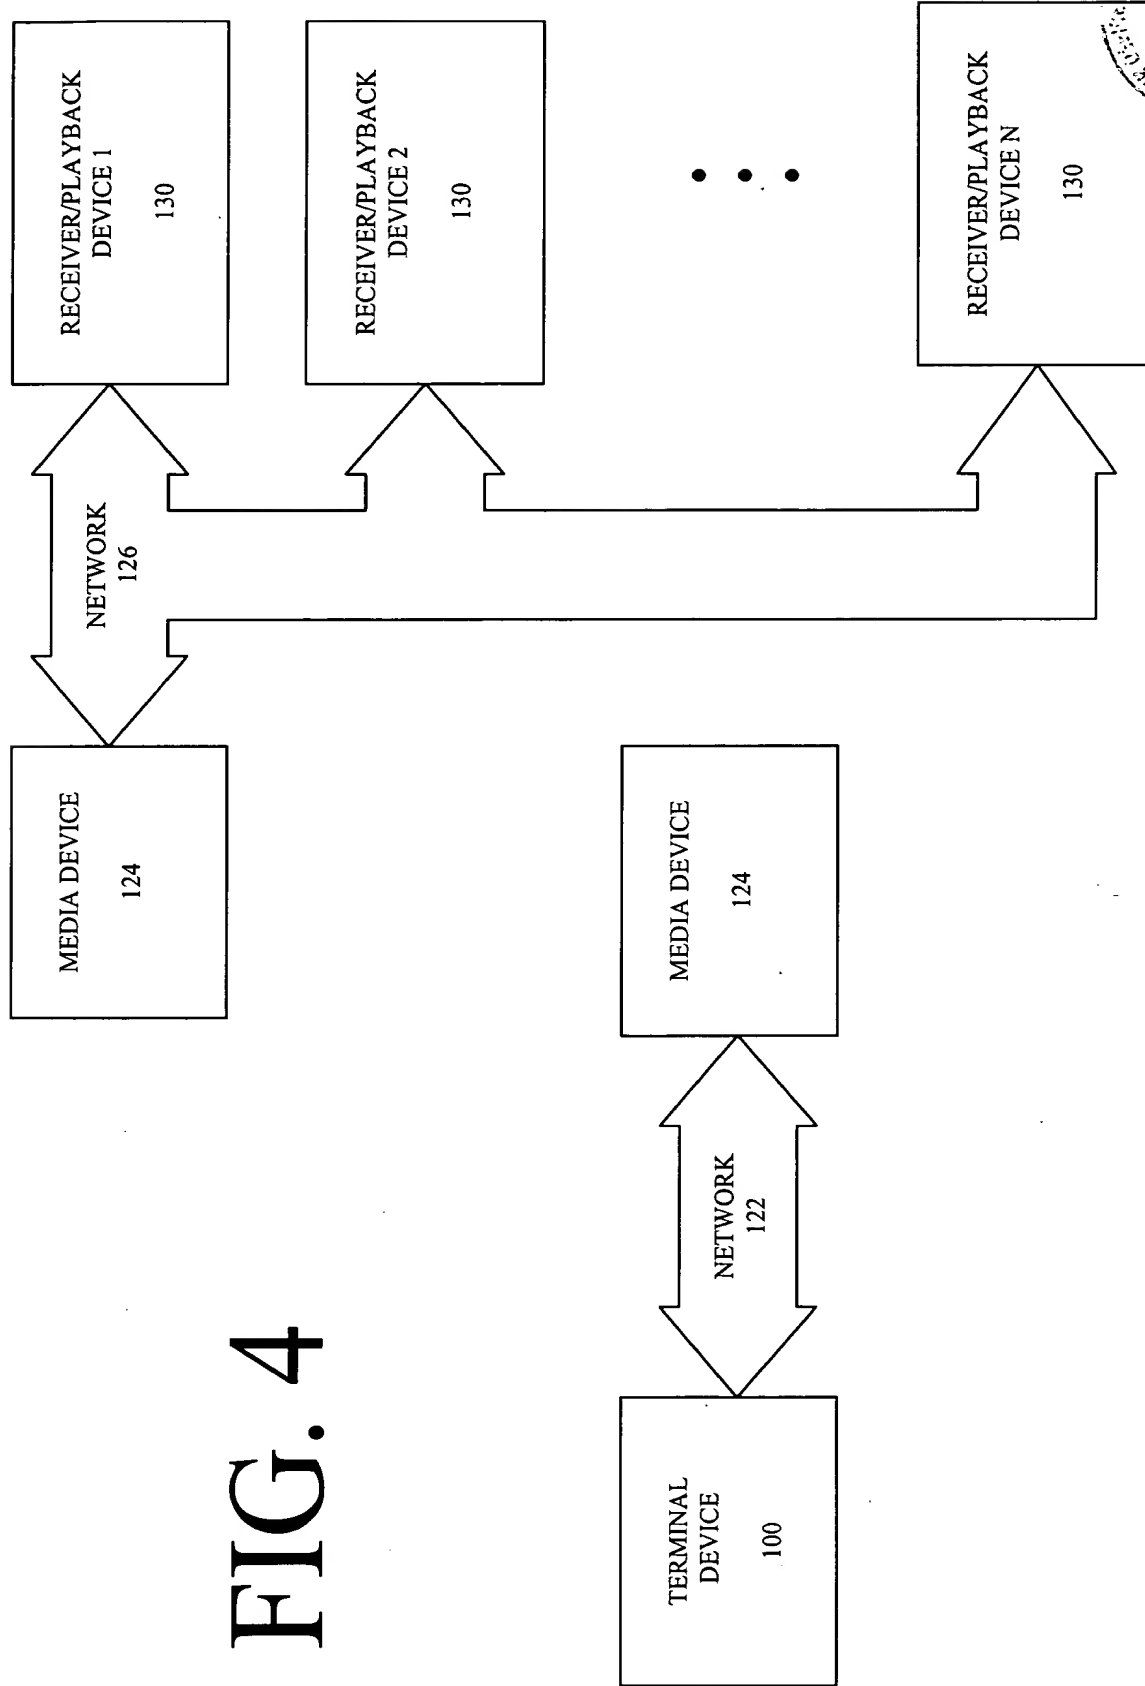 FIG. 4
TERMINAL
DEVICE
100
NETWORK
122
MEDIA DEVICE
124
MEDIA DEVICE
124
NETWORK
126
RECEIVER/PLAYBACK
DEVICE 1
130
RECEIVER/PLAYBACK
DEVICE 2
130
RECEIVER/PLAYBACK
DEVICE N
130